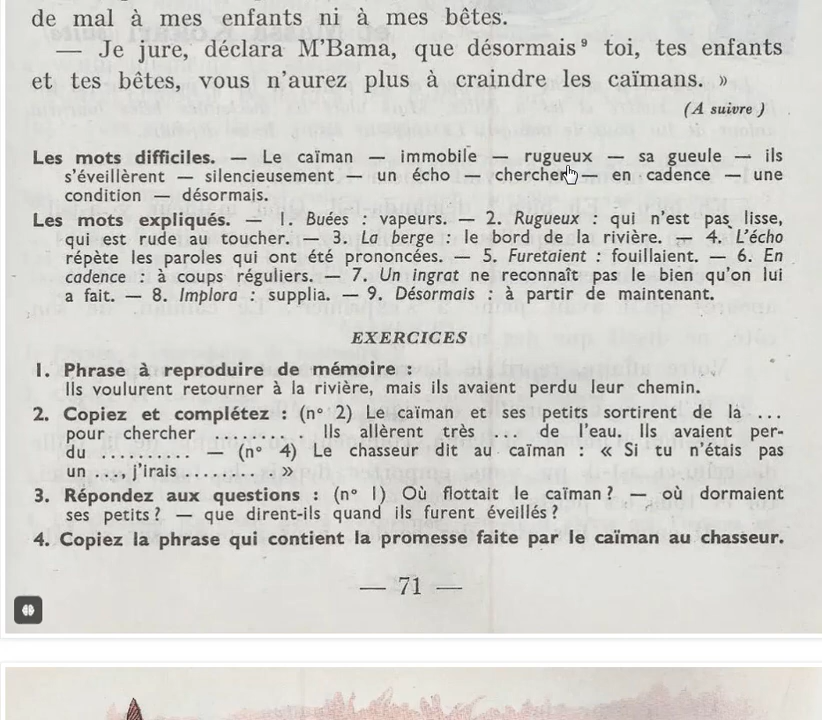 de mal à mes enfants ni à mes bêtes.
— Je jure, déclara M'Bama, que désormais⁹ toi, tes enfants
et tes bêtes, vous n'aurez plus à craindre les caïmans. »
(A suivre)
Les mots difficiles. — Le caïman — immobile — rugueux — sa gueule — ils
s'éveillèrent — silencieusement — un écho — chercher — en cadence — une
condition — désormais.
Les mots expliqués. — 1. Buées : vapeurs. — 2. Rugueux : qui n'est pas lisse,
qui est rude au toucher. — 3. La berge : le bord de la rivière. — 4. L'écho
répète les paroles qui ont été prononcées. — 5. Furetaient : fouillaient. — 6. En
cadence : à coups réguliers. — 7. Un ingrat ne reconnaît pas le bien qu'on lui
a fait. — 8. Implora : supplia. — 9. Désormais : à partir de maintenant.
EXERCICES
1. Phrase à reproduire de mémoire :
Ils voulurent retourner à la rivière, mais ils avaient perdu leur chemin.
2. Copiez et complétez : (n° 2) Le caïman et ses petits sortirent de la ...
pour chercher .......... Ils allèrent très ... de l'eau. Ils avaient per-
du .......... — (n° 4) Le chasseur dit au caïman : « Si tu n'étais pas
un ..., j'irais .......... »
3. Répondez aux questions : (n° 1) Où flottait le caïman ? — où dormaient
ses petits ? — que dirent-ils quand ils furent éveillés ?
4. Copiez la phrase qui contient la promesse faite par le caïman au chasseur.
— 71 —